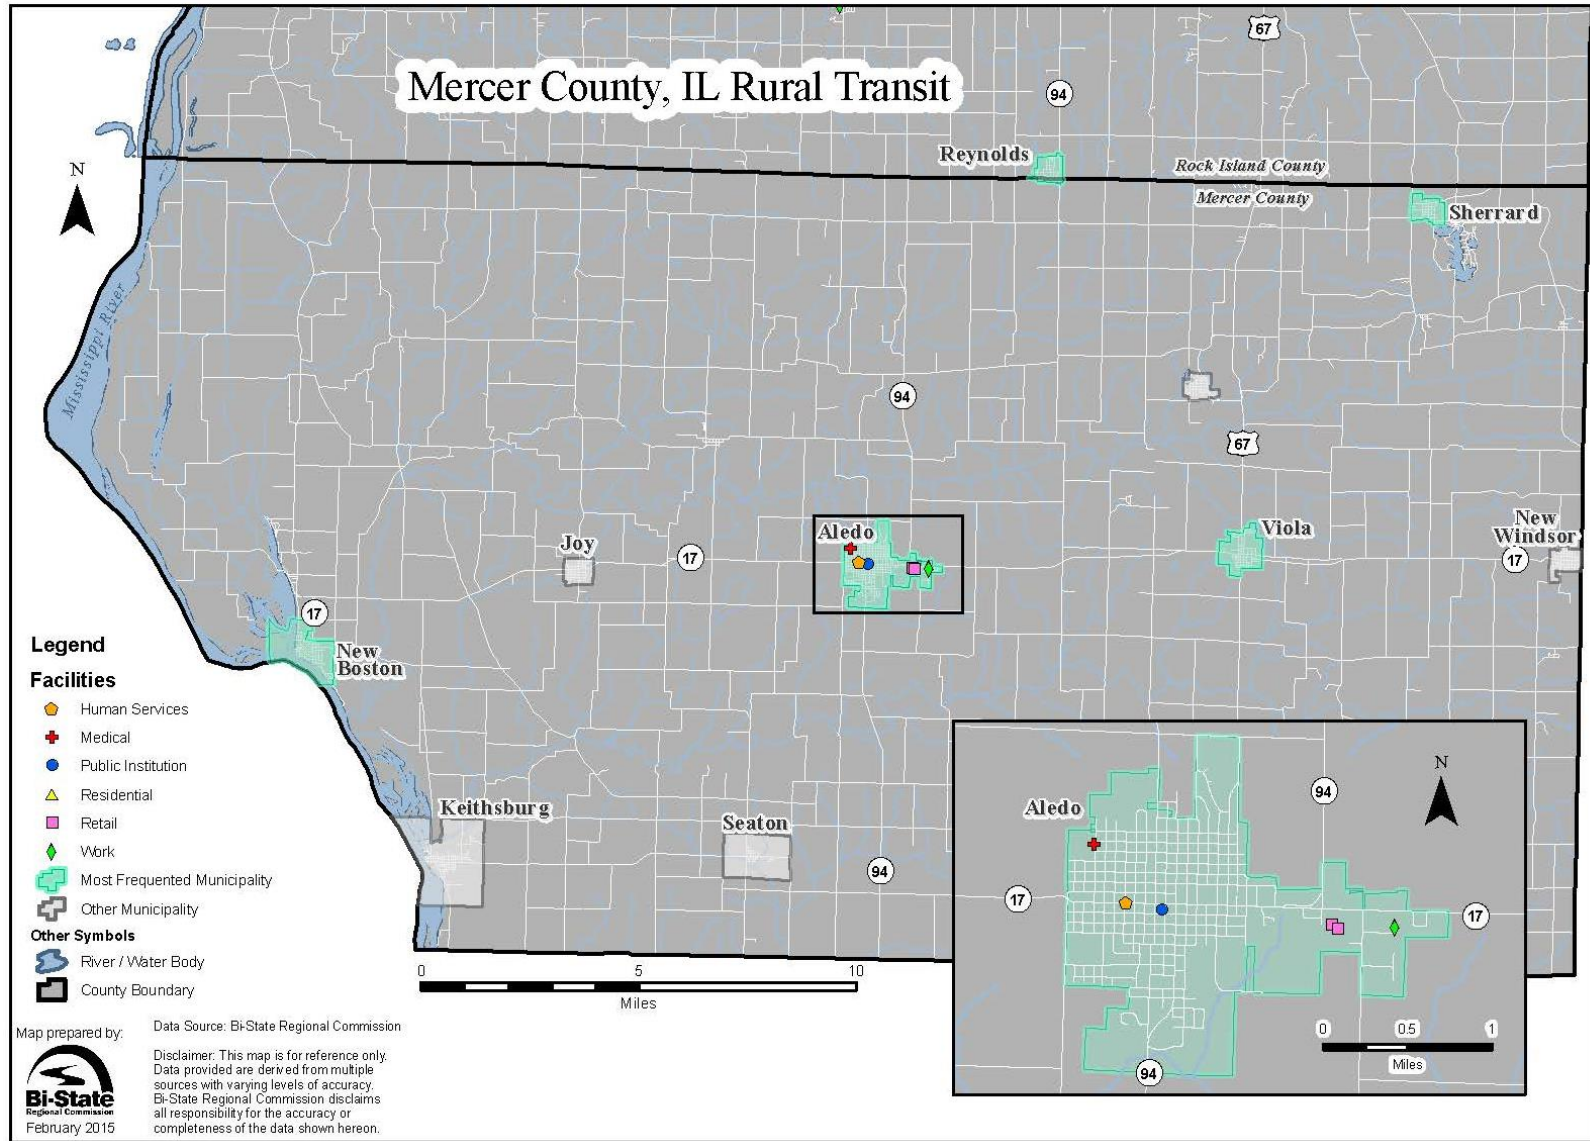 67
Mercer County, IL Rural Transit
94
Reynolds
Rock Island County
Mercer County
Sherrard
N
Mississippi River
94
67
Aledo
Viola
New
Windsor
17
Joy
17
17
New
Boston
Keithsburg
Seaton
94
Legend
Facilities
Human Services
Medical
Public Institution
Residential
Retail
Work
Most Frequented Municipality
Other Municipality
Other Symbols
River / Water Body
County Boundary
0 5 10
Miles
Map prepared by:
Bi-State
Regional Commission
February 2015
Data Source: Bi-State Regional Commission
Disclaimer: This map is for reference only.
Data provided are derived from multiple
sources with varying levels of accuracy.
Bi-State Regional Commission disclaims
all responsibility for the accuracy or
completeness of the data shown hereon.
N
94
Aledo
17
17
0 0.5 1
Miles
94